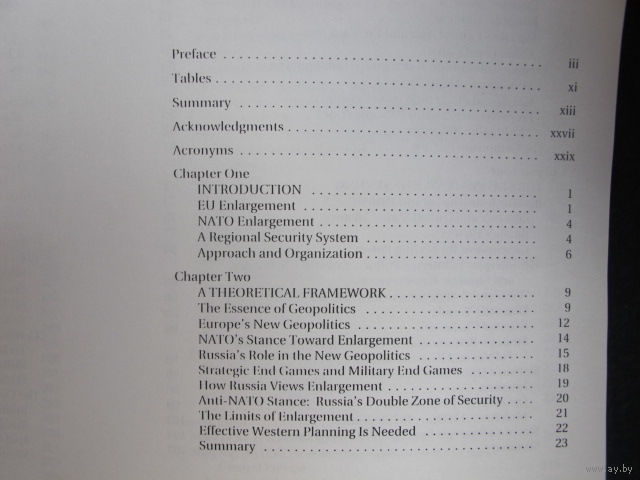 Preface . . . . . . . . . . . . . . . . . . . . . . . . . . . . . . . . . . . . . iii
Tables . . . . . . . . . . . . . . . . . . . . . . . . . . . . . . . . . . . . . . xi
Summary . . . . . . . . . . . . . . . . . . . . . . . . . . . . . . . . . . . xiii
Acknowledgments . . . . . . . . . . . . . . . . . . . . . . . . . . . . . xxvii
Acronyms . . . . . . . . . . . . . . . . . . . . . . . . . . . . . . . . . . . xxix
Chapter One
INTRODUCTION . . . . . . . . . . . . . . . . . . . . . . . . . . 1
EU Enlargement . . . . . . . . . . . . . . . . . . . . . . . . . . . 1
NATO Enlargement . . . . . . . . . . . . . . . . . . . . . . . . . 4
A Regional Security System . . . . . . . . . . . . . . . . . . . . 4
Approach and Organization . . . . . . . . . . . . . . . . . . . . 6
Chapter Two
A THEORETICAL FRAMEWORK . . . . . . . . . . . . . . . . . 9
The Essence of Geopolitics . . . . . . . . . . . . . . . . . . . . 9
Europe's New Geopolitics . . . . . . . . . . . . . . . . . . . . . 12
NATO's Stance Toward Enlargement . . . . . . . . . . . . . . 14
Russia's Role in the New Geopolitics . . . . . . . . . . . . . . 15
Strategic End Games and Military End Games . . . . . . . . 18
How Russia Views Enlargement . . . . . . . . . . . . . . . . . 19
Anti-NATO Stance: Russia's Double Zone of Security . . . . 20
The Limits of Enlargement . . . . . . . . . . . . . . . . . . . . 21
Effective Western Planning Is Needed . . . . . . . . . . . . . 22
Summary . . . . . . . . . . . . . . . . . . . . . . . . . . . . . . . 23
www.ay.by